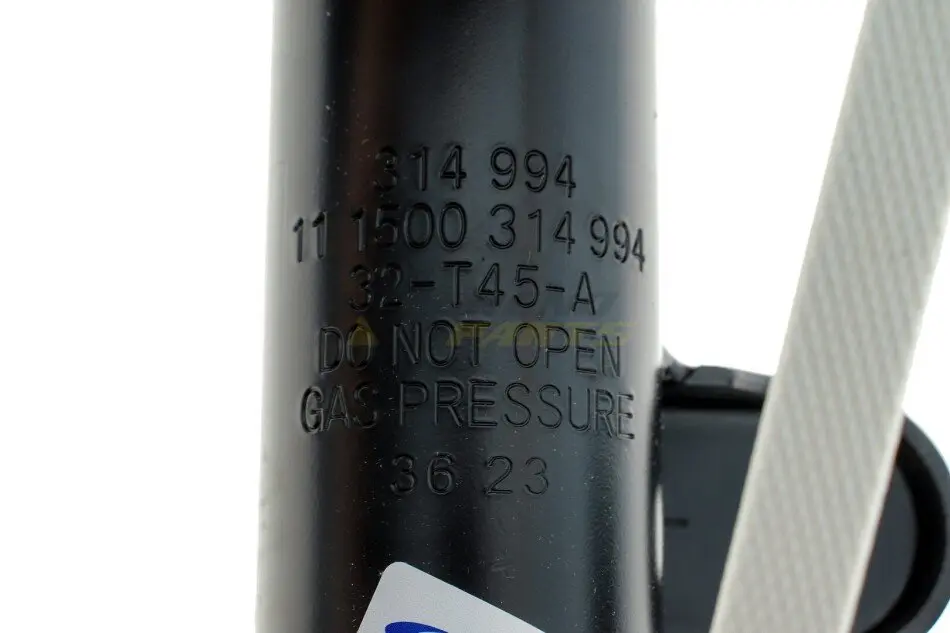 314 994
11 1500 314 994
32-T45-A
DO NOT OPEN
GAS PRESSURE
36 23